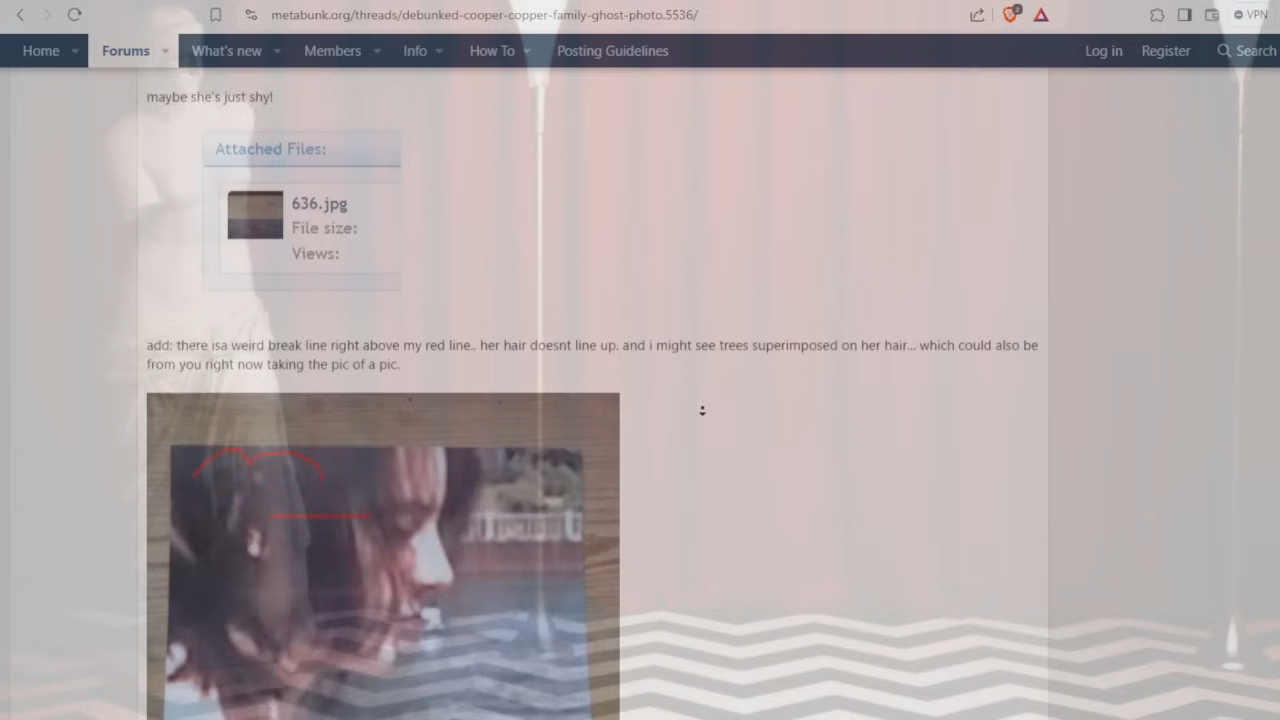 metabunk.org/threads/debunked-cooper-copper-family-ghost-photo.5536/
2
VPN
Home Forums What's new Members Info How To Posting Guidelines Log in Register Search
maybe she's just shy!
Attached Files:
636.jpg
File size:
Views:
add: there isa weird break line right above my red line.. her hair doesnt line up. and i might see trees superimposed on her hair... which could also be
from you right now taking the pic of a pic.